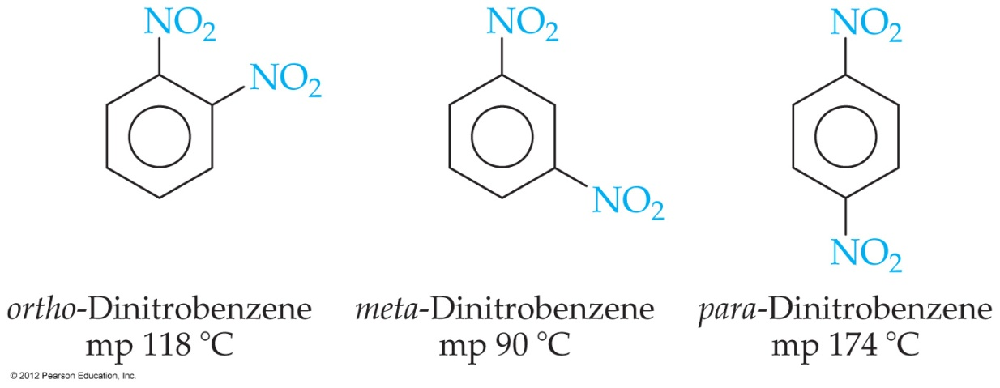 NO₂
NO₂
NO₂
NO₂
NO₂
NO₂
ortho-Dinitrobenzene
mp 118 °C
meta-Dinitrobenzene
mp 90 °C
para-Dinitrobenzene
mp 174 °C
© 2012 Pearson Education, Inc.